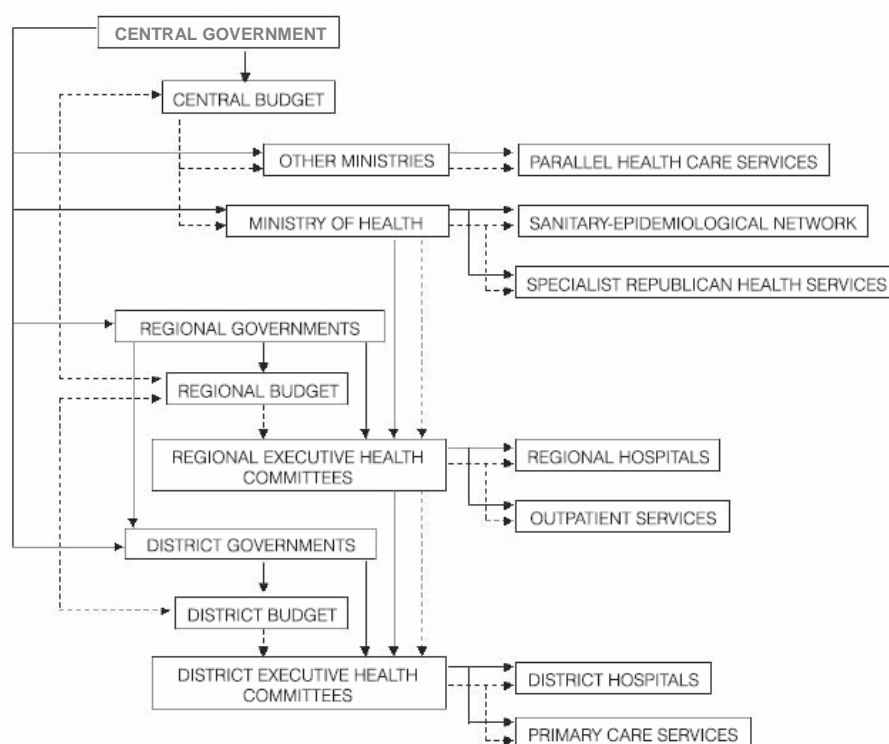 CENTRAL GOVERNMENT
CENTRAL BUDGET
OTHER MINISTRIES
PARALLEL HEALTH CARE SERVICES
MINISTRY OF HEALTH
SANITARY-EPIDEMIOLOGICAL NETWORK
SPECIALIST REPUBLICAN HEALTH SERVICES
REGIONAL GOVERNMENTS
REGIONAL BUDGET
REGIONAL EXECUTIVE HEALTH
COMMITTEES
REGIONAL HOSPITALS
OUTPATIENT SERVICES
DISTRICT GOVERNMENTS
DISTRICT BUDGET
DISTRICT EXECUTIVE HEALTH
COMMITTEES
DISTRICT HOSPITALS
PRIMARY CARE SERVICES